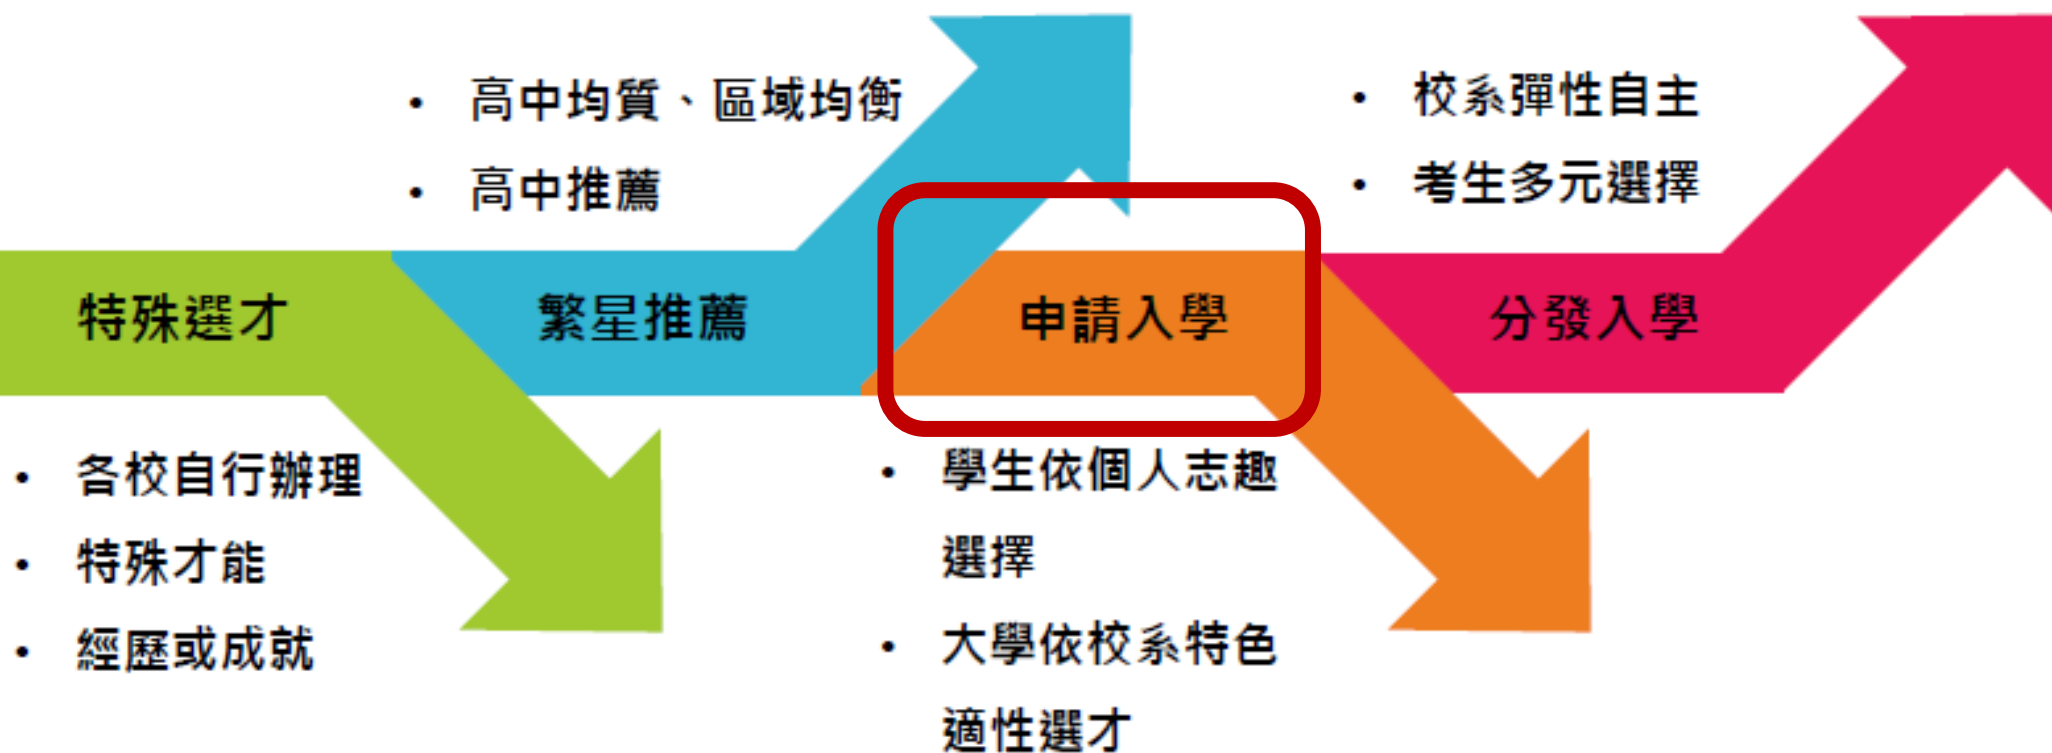 • 高中均質、區域均衡
• 高中推薦
• 校系彈性自主
• 考生多元選擇
特殊選才
繁星推薦
申請入學
分發入學
• 各校自行辦理
• 特殊才能
• 經歷或成就
• 學生依個人志趣
選擇
• 大學依校系特色
適性選才